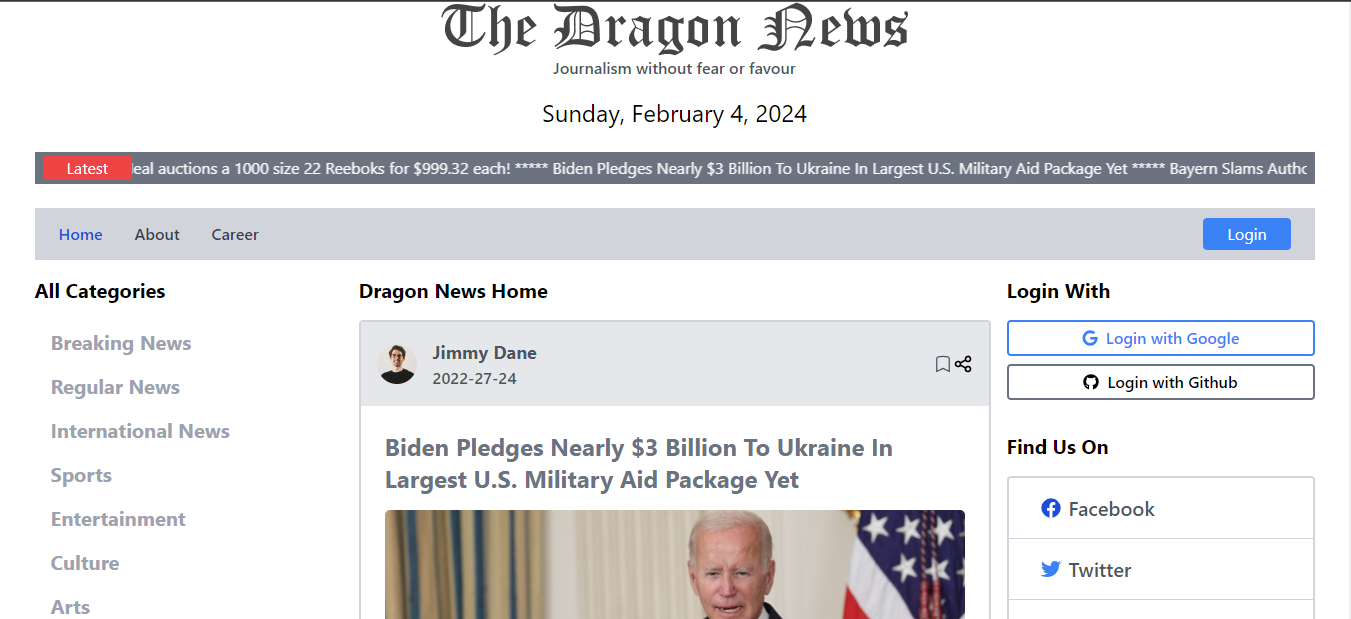 The Dragon News
Journalism without fear or favour
Sunday, February 4, 2024
Latest
auctions a 1000 size 22 Reeboks for $999.32 each! ***** Biden Pledges Nearly $3 Billion To Ukraine In Largest U.S. Military Aid Package Yet ***** Bayern Slams
Home
About
Career
Login
All Categories
Breaking News
Regular News
International News
Sports
Entertainment
Culture
Arts
Dragon News Home
Jimmy Dane
2022-27-24
Biden Pledges Nearly $3 Billion To Ukraine In
Largest U.S. Military Aid Package Yet
Login With
Login with Google
Login with Github
Find Us On
Facebook
Twitter